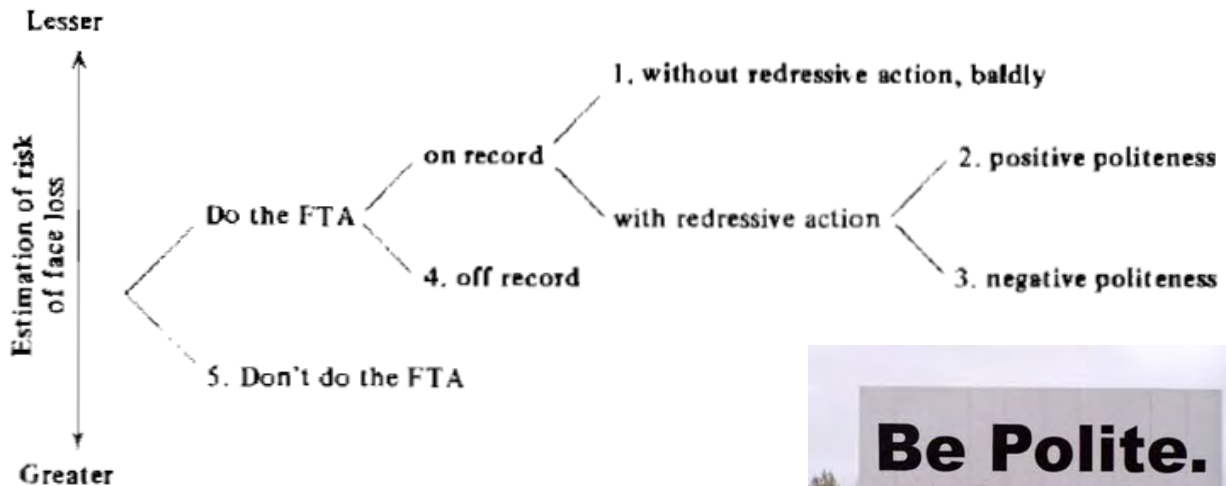 Lesser
Estimation of risk
of face loss
Greater
Do the FTA
on record
1. without redressive action, baldly
with redressive action
2. positive politeness
3. negative politeness
4. off record
5. Don't do the FTA
Be Polite.